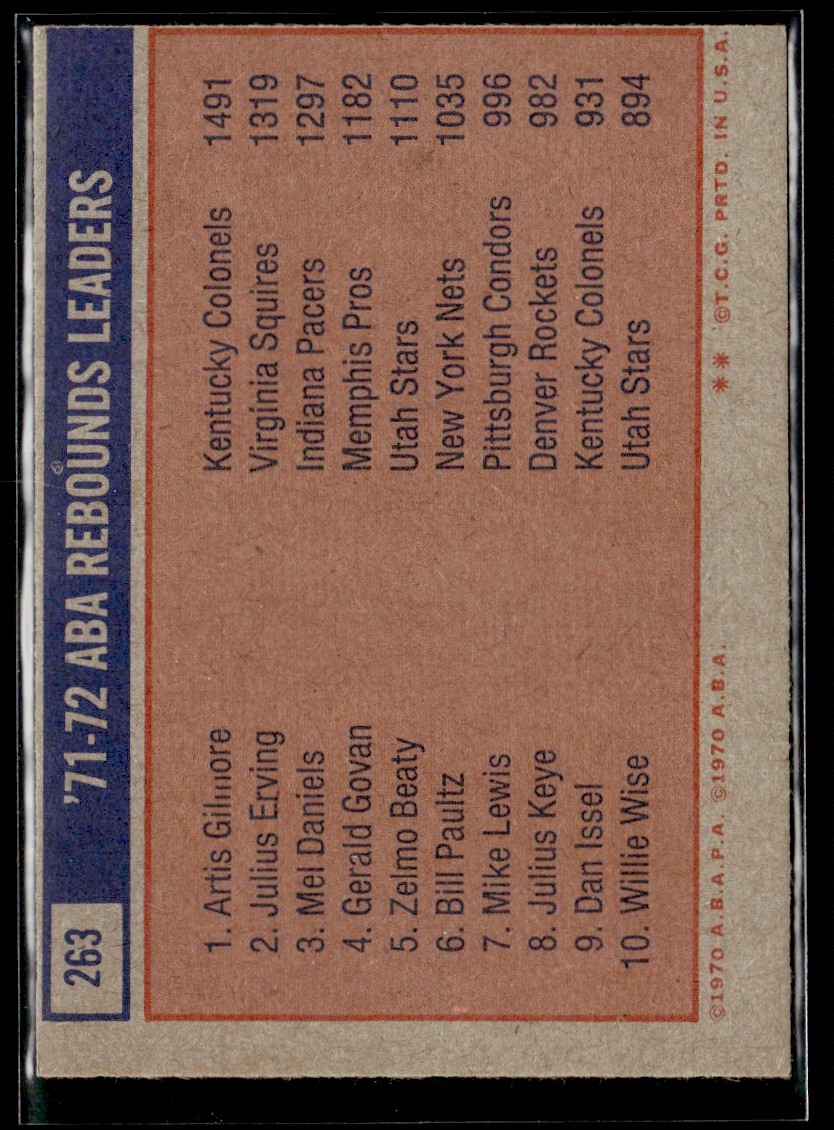 263 '71-72 ABA REBOUNDS LEADERS
1. Artis Gilmore Kentucky Colonels 1491
2. Julius Erving Virginia Squires 1319
3. Mel Daniels Indiana Pacers 1297
4. Gerald Govan Memphis Pros 1182
5. Zelmo Beaty Utah Stars 1110
6. Bill Paultz New York Nets 1035
7. Mike Lewis Pittsburgh Condors 996
8. Julius Keye Denver Rockets 982
9. Dan Issel Kentucky Colonels 931
10. Willie Wise Utah Stars 894
©1970 A.B.A.P.A. ©1970 A.B.A. ** ©T.C.G. PRTD. IN U.S.A.